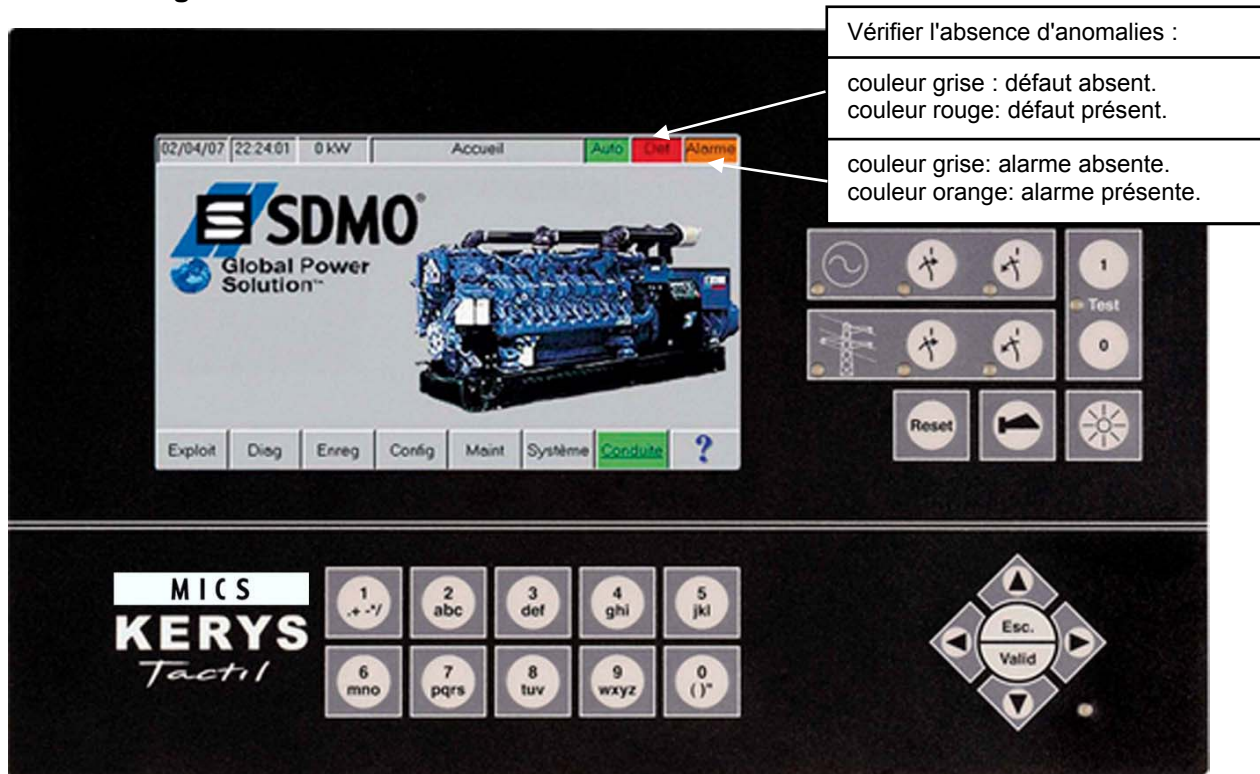 Vérifier l'absence d'anomalies :
couleur grise : défaut absent.
couleur rouge: défaut présent.
couleur grise: alarme absente.
couleur orange: alarme présente.
02/04/07 22:24:01 0 kW Accueil Auto Def Alarme
SDMO
Global Power
Solution™
Exploit Diag Enreg Config Maint Système Conduite ?
1
Test
0
Reset
MICS
KERYS
Tactil
1 2 3 4 5
.+-*/ abc def ghi jkl
6 7 8 9 0
mno pqrs tuv wxyz ( )"
Esc.
Valid